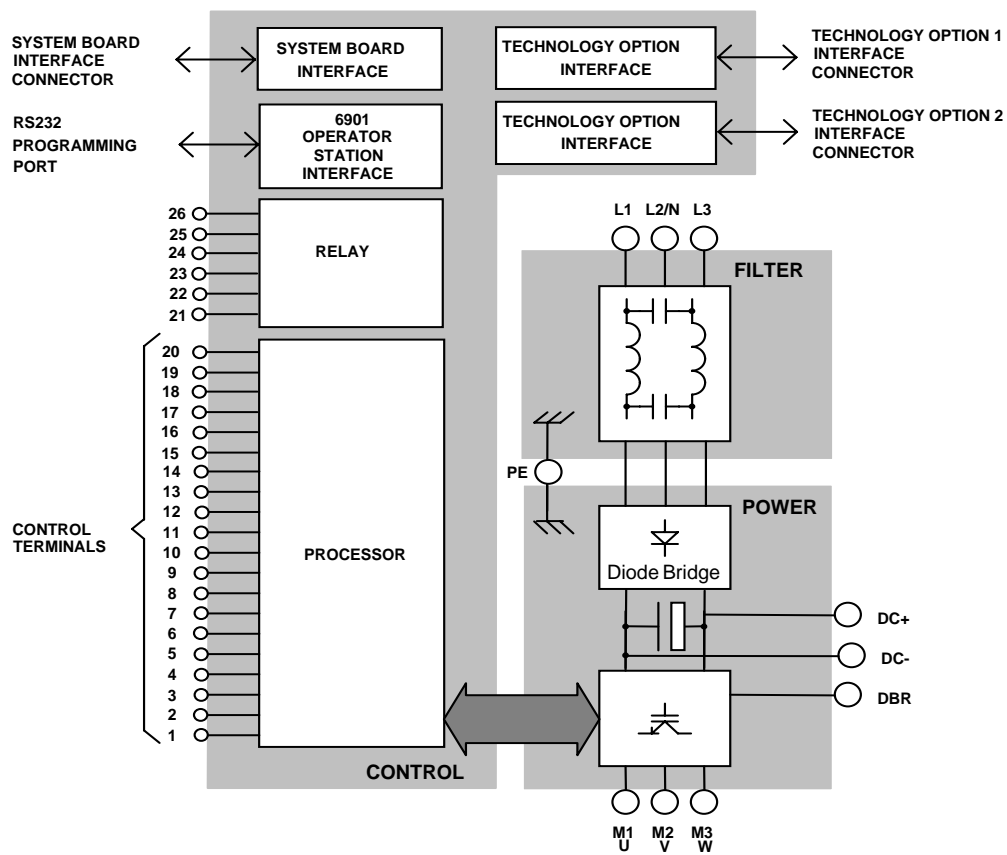 SYSTEM BOARD
INTERFACE
CONNECTOR
SYSTEM BOARD
INTERFACE
TECHNOLOGY OPTION
INTERFACE
TECHNOLOGY OPTION 1
INTERFACE
CONNECTOR
RS232
PROGRAMMING
PORT
6901
OPERATOR
STATION
INTERFACE
TECHNOLOGY OPTION
INTERFACE
TECHNOLOGY OPTION 2
INTERFACE
CONNECTOR
26
25
24
23
22
21
RELAY
L1 L2/N L3
FILTER
CONTROL
TERMINALS
20
19
18
17
16
15
14
13
12
11
10
9
8
7
6
5
4
3
2
1
PROCESSOR
CONTROL
PE
POWER
Diode Bridge
DC+
DC-
DBR
M1 M2 M3
U V W